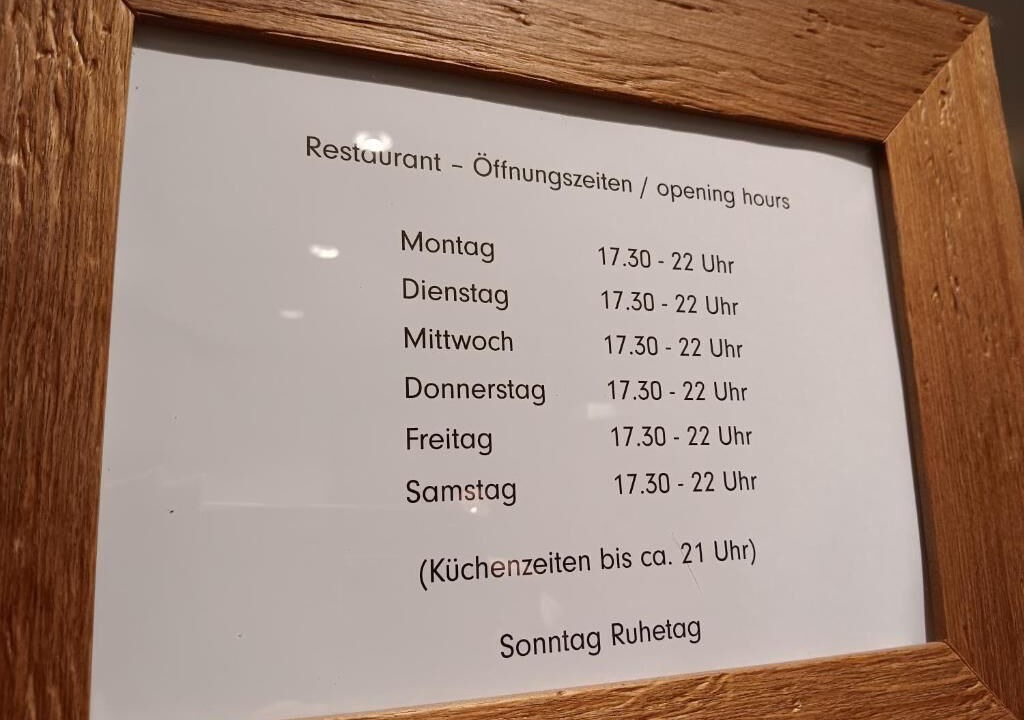 Restaurant – Öffnungszeiten / opening hours
Montag 17.30 - 22 Uhr
Dienstag 17.30 - 22 Uhr
Mittwoch 17.30 - 22 Uhr
Donnerstag 17.30 - 22 Uhr
Freitag 17.30 - 22 Uhr
Samstag 17.30 - 22 Uhr
(Küchenzeiten bis ca. 21 Uhr)
Sonntag Ruhetag